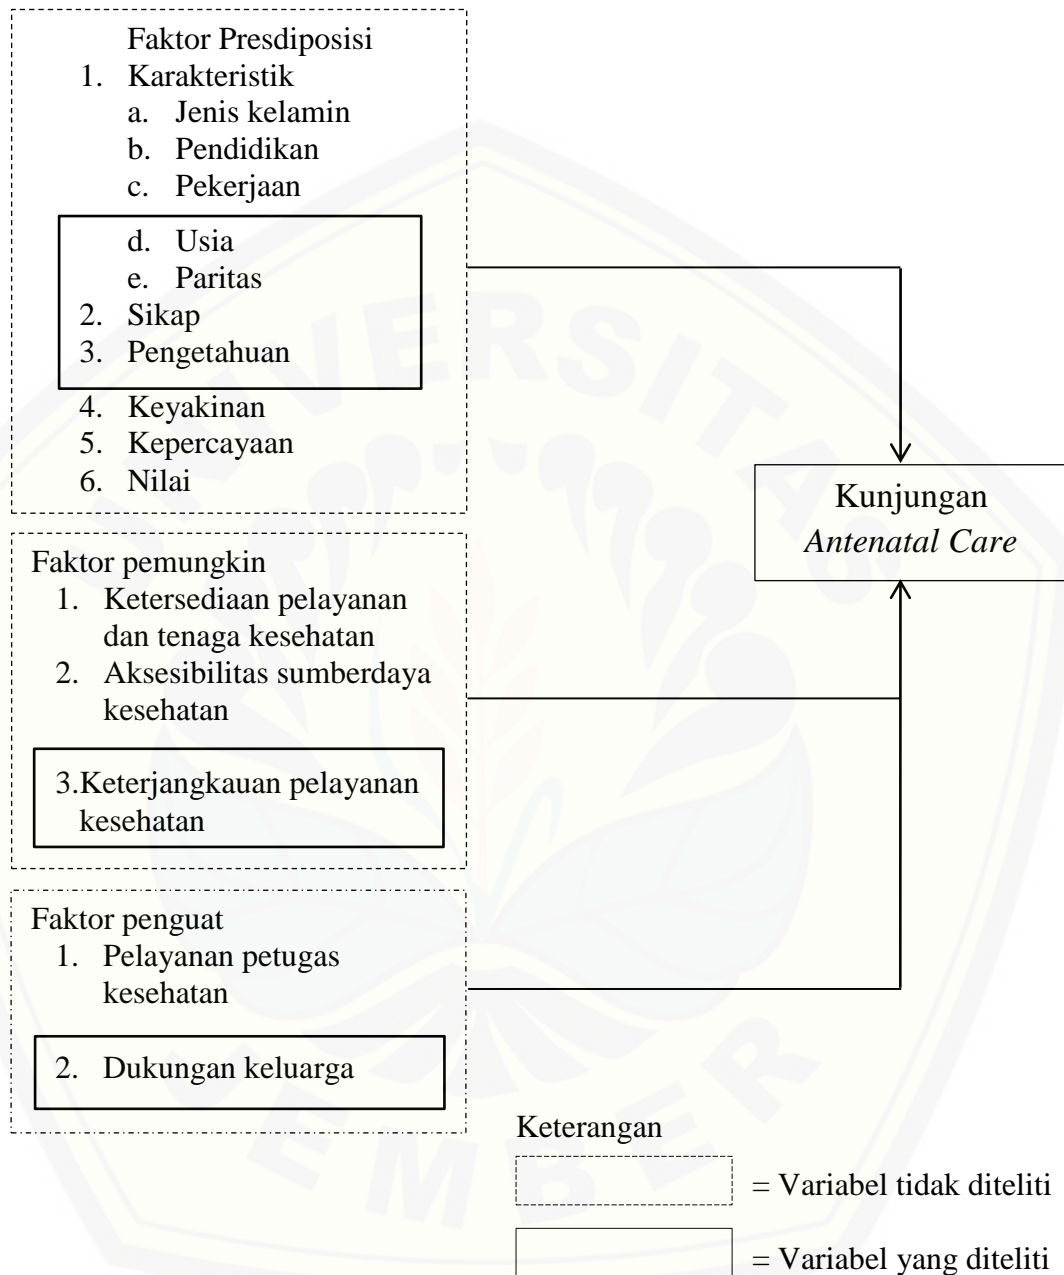 Faktor Presdiposisi
1. Karakteristik
a. Jenis kelamin
b. Pendidikan
c. Pekerjaan
d. Usia
e. Paritas
2. Sikap
3. Pengetahuan
4. Keyakinan
5. Kepercayaan
6. Nilai
Kunjungan
Antenatal Care
Faktor pemungkin
1. Ketersediaan pelayanan
dan tenaga kesehatan
2. Aksesibilitas sumberdaya
kesehatan
3.Keterjangkauan pelayanan
kesehatan
Faktor penguat
1. Pelayanan petugas
kesehatan
2. Dukungan keluarga
Keterangan
= Variabel tidak diteliti
= Variabel yang diteliti
UNIVERSITAS
JEMBER